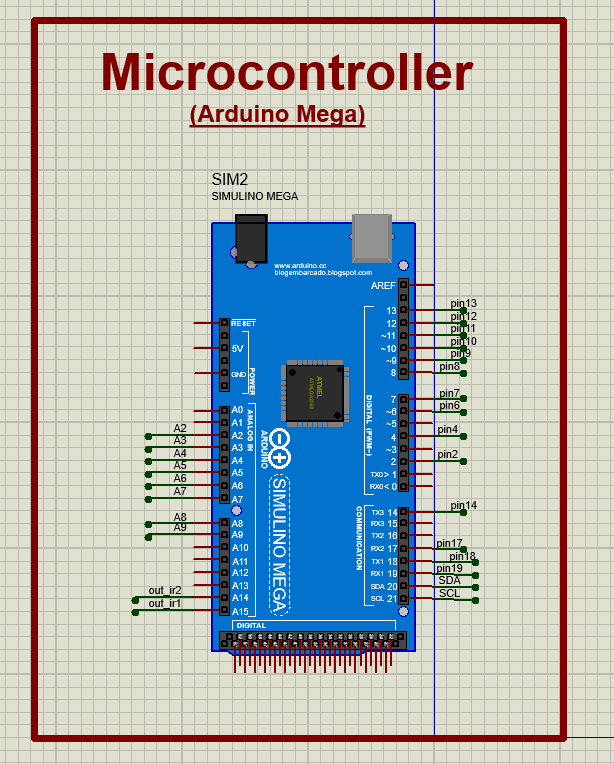 Microcontroller
(Arduino Mega)
SIM2
SIMULINO MEGA
www.arduino.cc
blogembarcado.blogspot.com
AREF
13 pin13
12 pin12
~11 pin11
~10 pin10
~9 pin9
8 pin8
RESET
5V
GND
POWER
ATMEL
7 pin7
~6 pin6
~5
4 pin4
~3
2 pin2
TX0> 1
RX0< 0
DIGITAL (PWM~)
A0
A1
A2 A2
A3 A3
A4 A4
A5 A5
A6 A6
A7 A7
ANALOG IN
A8 A8
A9 A9
A10
A11
A12
A13
out_ir2 A14
out_ir1 A15
ARDUINO
SIMULINO MEGA
TX3 14 pin14
RX3 15
TX2 16
RX2 17 pin17
TX1 18 pin18
RX1 19 pin19
SDA 20 SDA
SCL 21 SCL
COMMUNICATION
DIGITAL